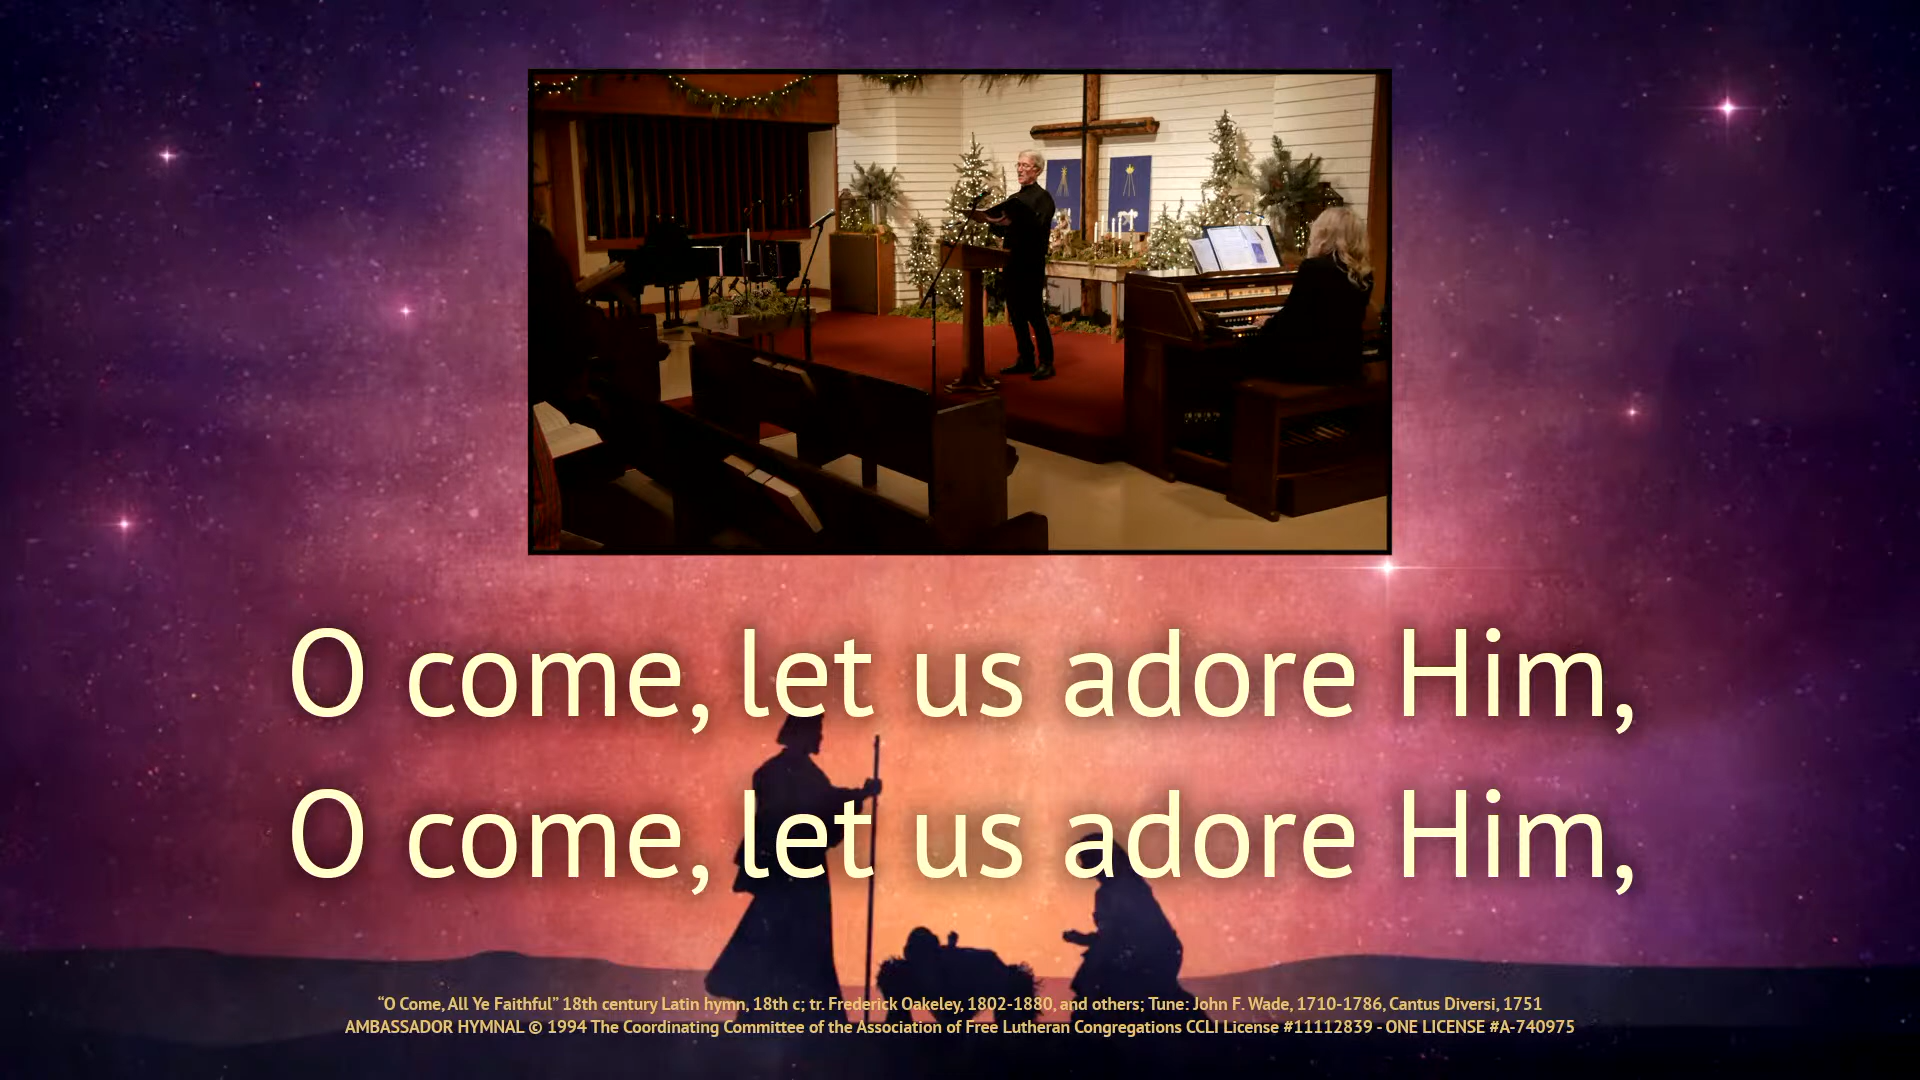 O come, let us adore Him,
O come, let us adore Him,
“O Come, All Ye Faithful” 18th century Latin hymn, 18th c; tr. Frederick Oakeley, 1802-1880, and others; Tune: John F. Wade, 1710-1786, Cantus Diversi, 1751
AMBASSADOR HYMNAL © 1994 The Coordinating Committee of the Association of Free Lutheran Congregations CCLI License #11112839 - ONE LICENSE #A-740975